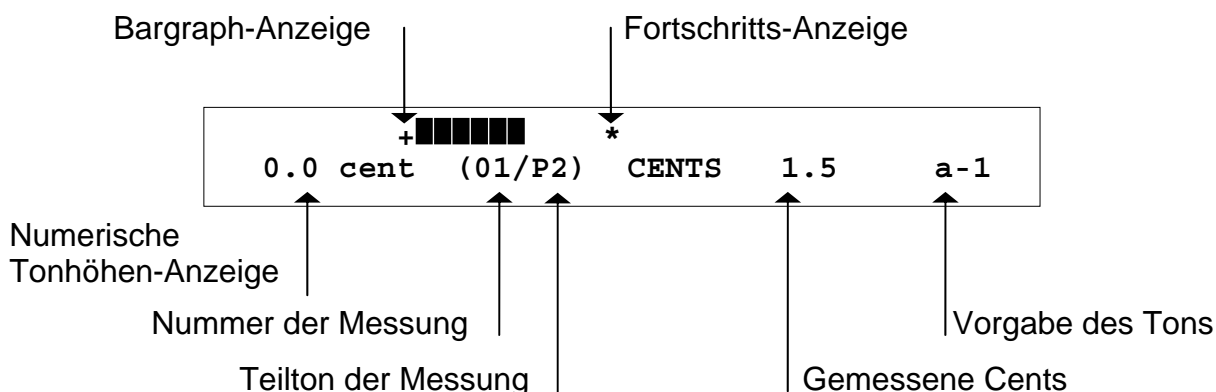 Bargraph-Anzeige Fortschritts-Anzeige
+██████ *
0.0 cent (01/P2) CENTS 1.5 a-1
Numerische
Tonhöhen-Anzeige
Nummer der Messung Vorgabe des Tons
Teilton der Messung Gemessene Cents